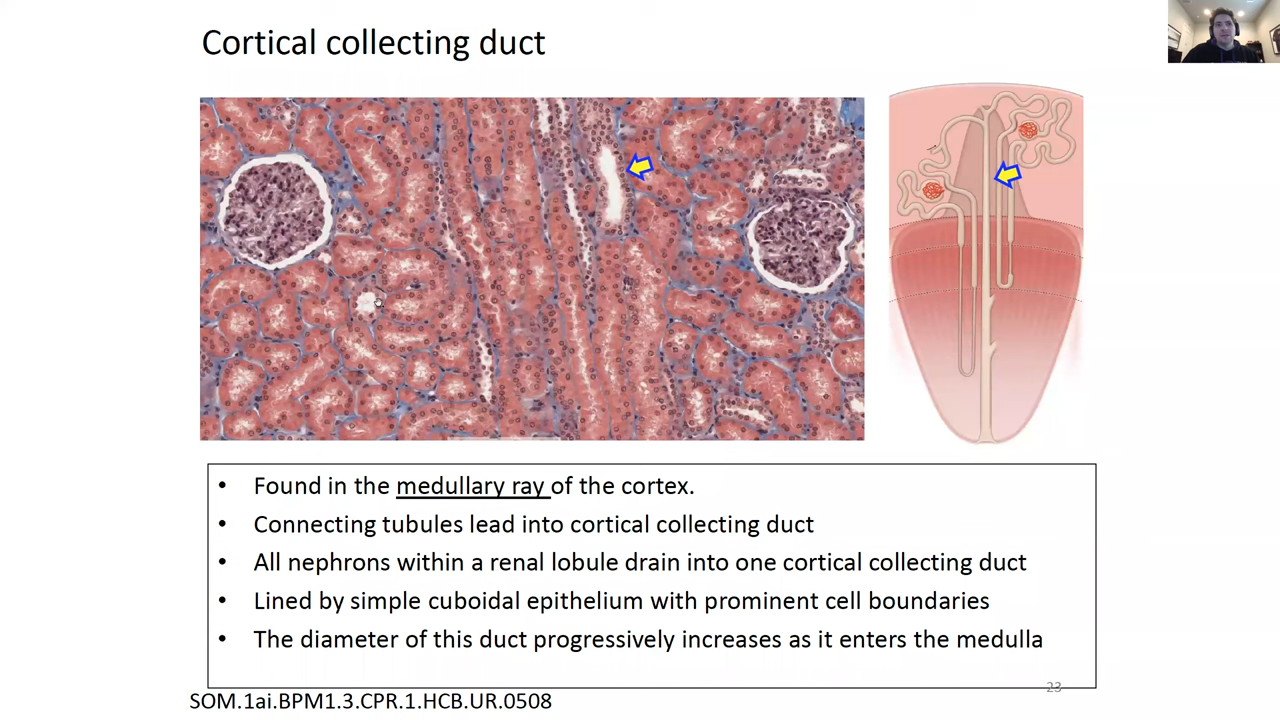 Cortical collecting duct
• Found in the medullary ray of the cortex.
• Connecting tubules lead into cortical collecting duct
• All nephrons within a renal lobule drain into one cortical collecting duct
• Lined by simple cuboidal epithelium with prominent cell boundaries
• The diameter of this duct progressively increases as it enters the medulla
23
SOM.1ai.BPM1.3.CPR.1.HCB.UR.0508